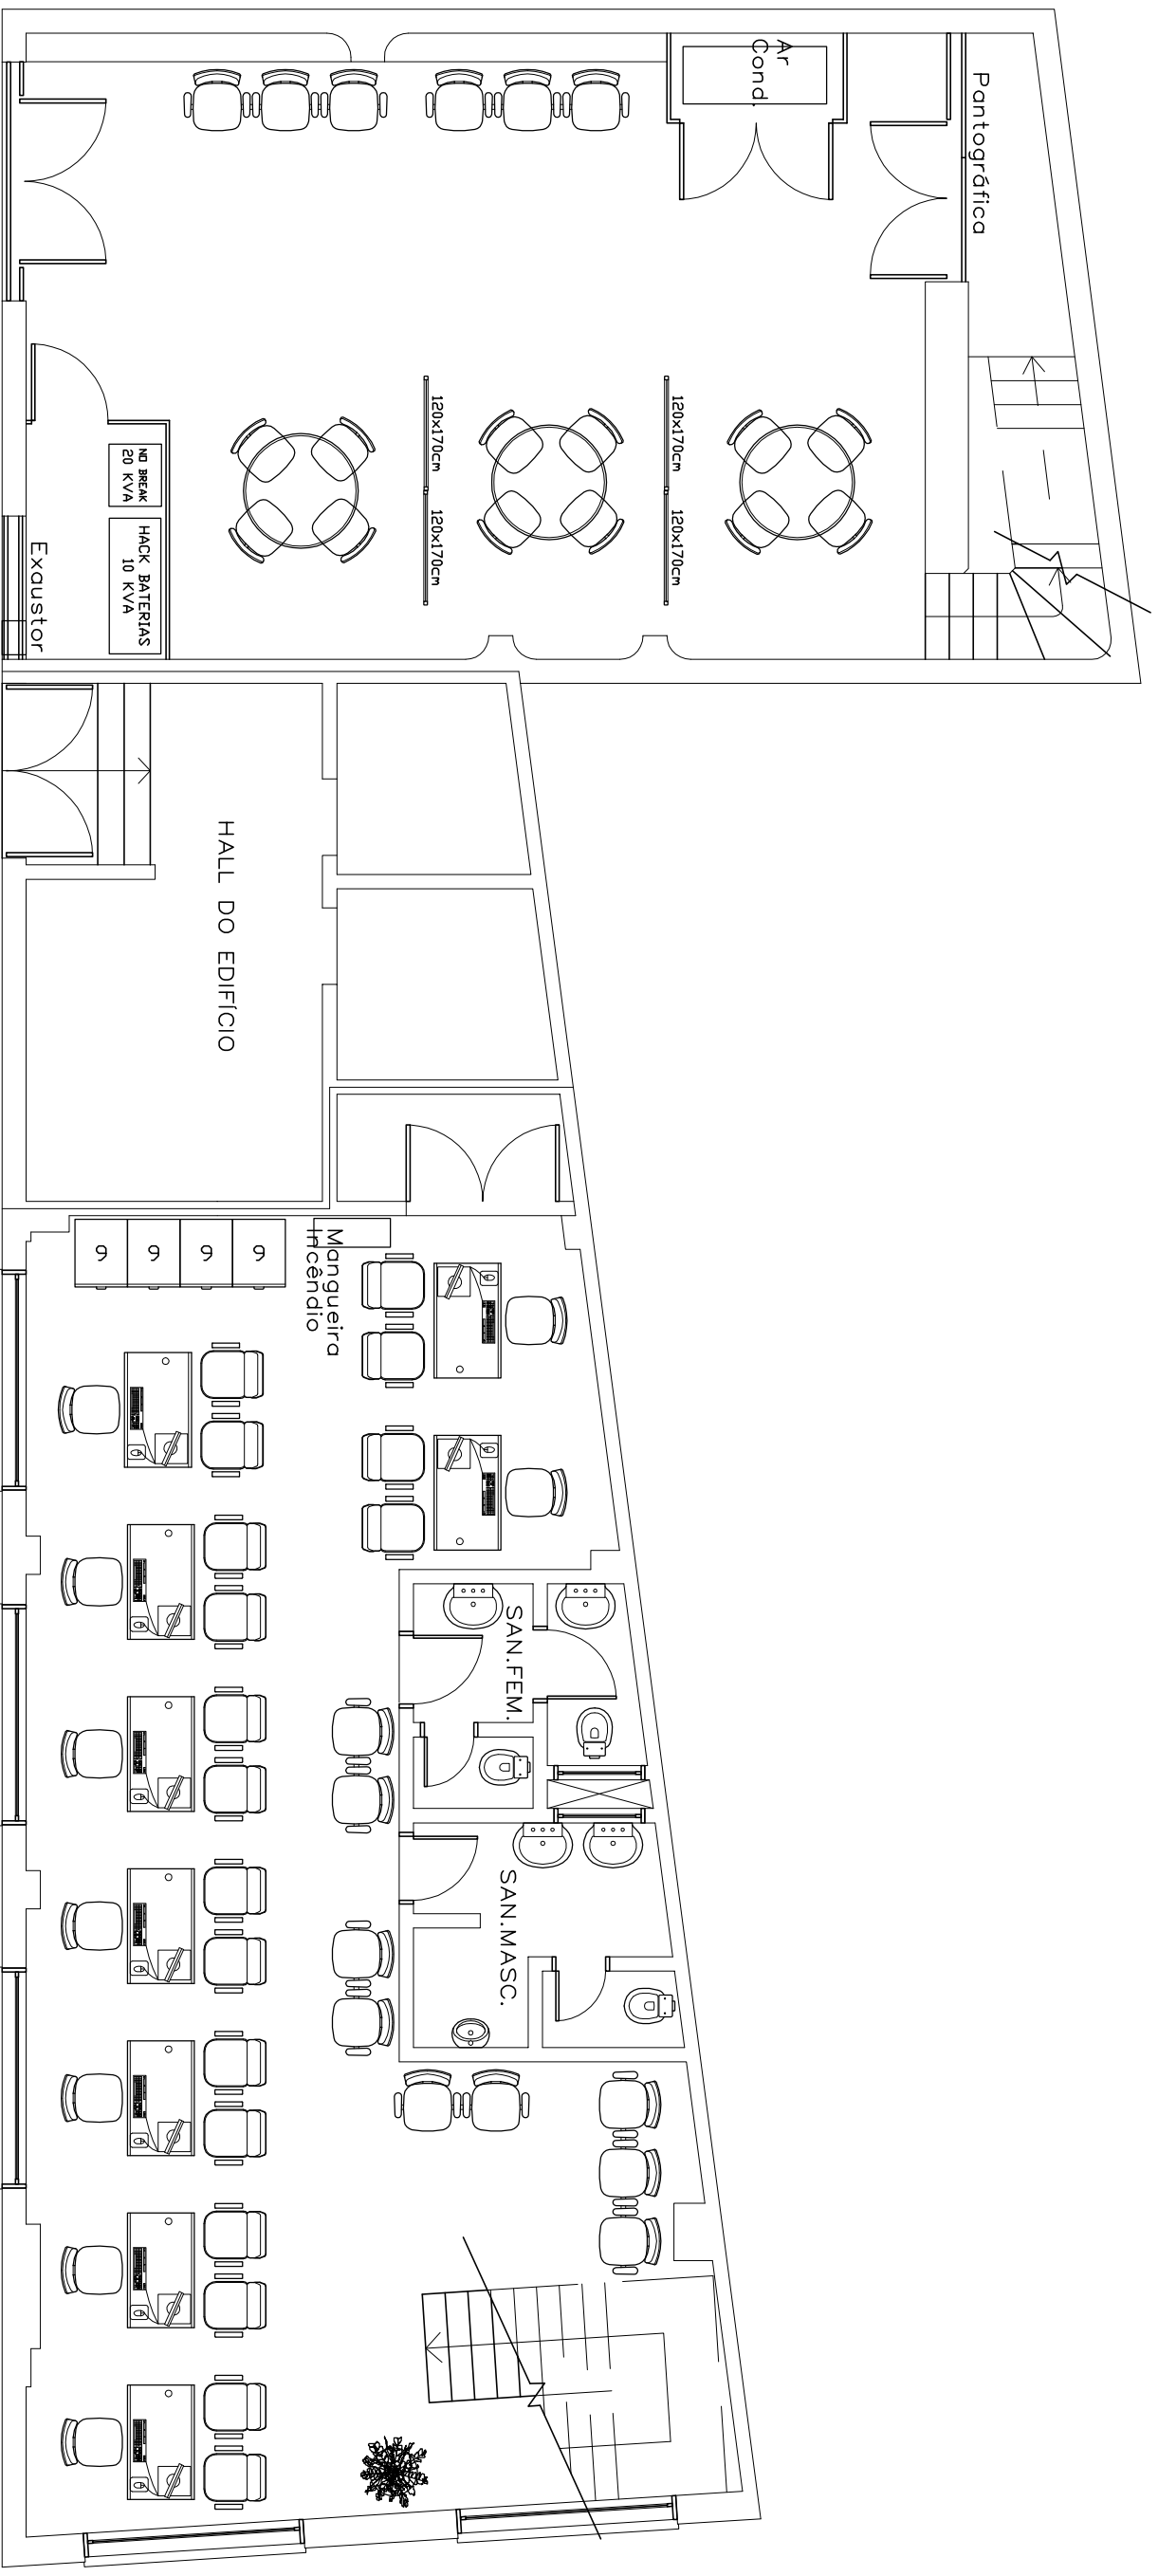 Ar
Cond.
Pantográfica
120x170cm
120x170cm
120x170cm
120x170cm
NO BREAK
20 KVA
HACK BATERIAS
10 KVA
Exaustor
HALL DO EDIFÍCIO
Mangueira
Incêndio
SAN.FEM.
SAN.MASC.